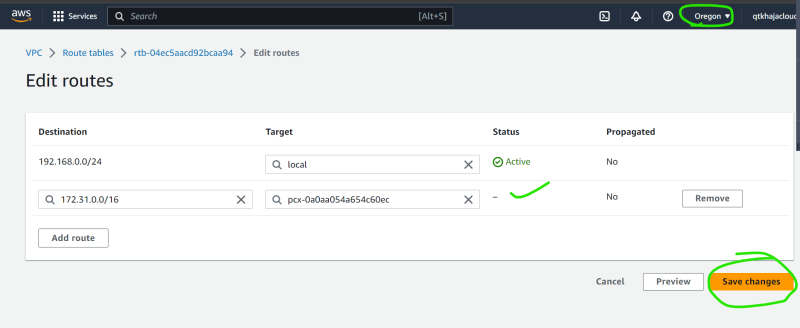 aws Services Search [Alt+S] Oregon ▼ qtkhajacloud
VPC > Route tables > rtb-04ec5aacd92bcaa94 > Edit routes
Edit routes
Destination Target Status Propagated
192.168.0.0/24 local Active No
172.31.0.0/16 pcx-0a0aa054a654c60ec – No Remove
Add route
Cancel Preview Save changes